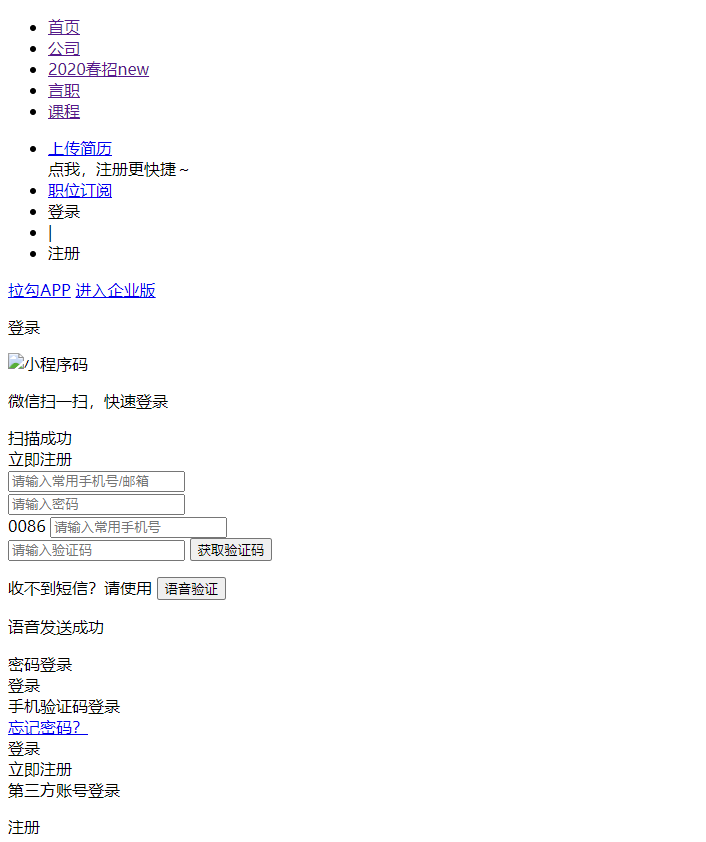 首页
公司
2020春招new
言职
课程
上传简历
点我，注册更快捷～
职位订阅
登录
|
注册
拉勾APP 进入企业版
登录
小程序码
微信扫一扫，快速登录
扫描成功
立即注册
请输入常用手机号/邮箱
请输入密码
0086 请输入常用手机号
请输入验证码 获取验证码
收不到短信？请使用 语音验证
语音发送成功
密码登录
登录
手机验证码登录
忘记密码？
登录
立即注册
第三方账号登录
注册